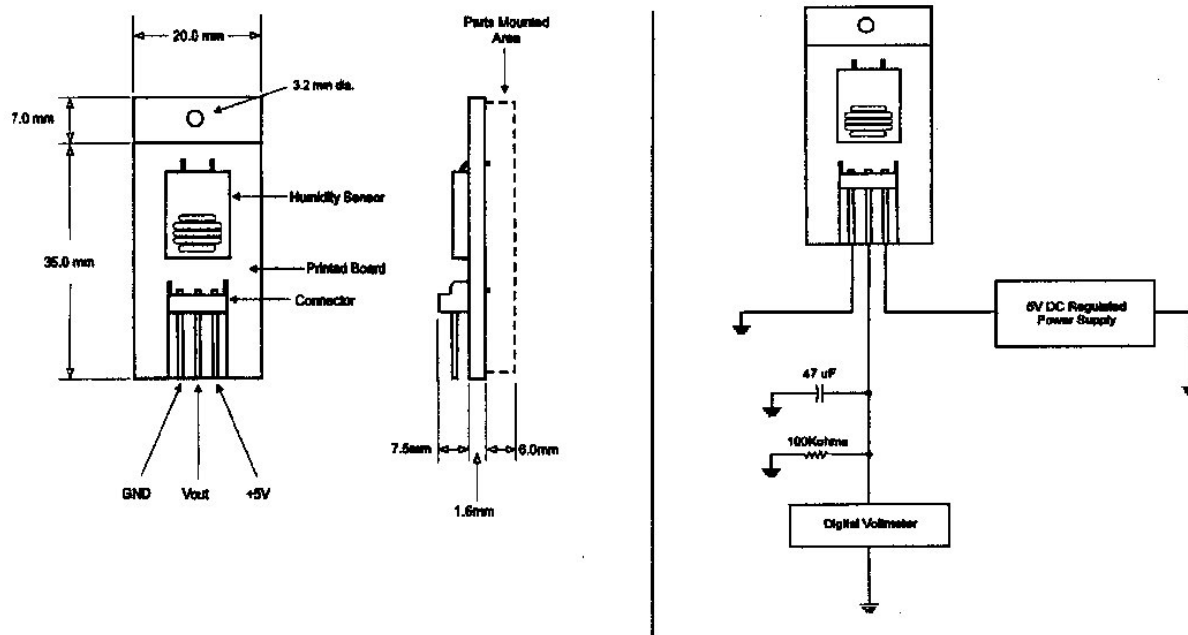 20.0 mm
Parts Mounted
Area
3.2 mm dia.
7.0 mm
Humidity Sensor
35.0 mm
Printed Board
Connector
7.5mm
6.0mm
GND
Vout
+5V
1.6mm
5V DC Regulated
Power Supply
47 uF
100Kohms
Digital Voltmeter